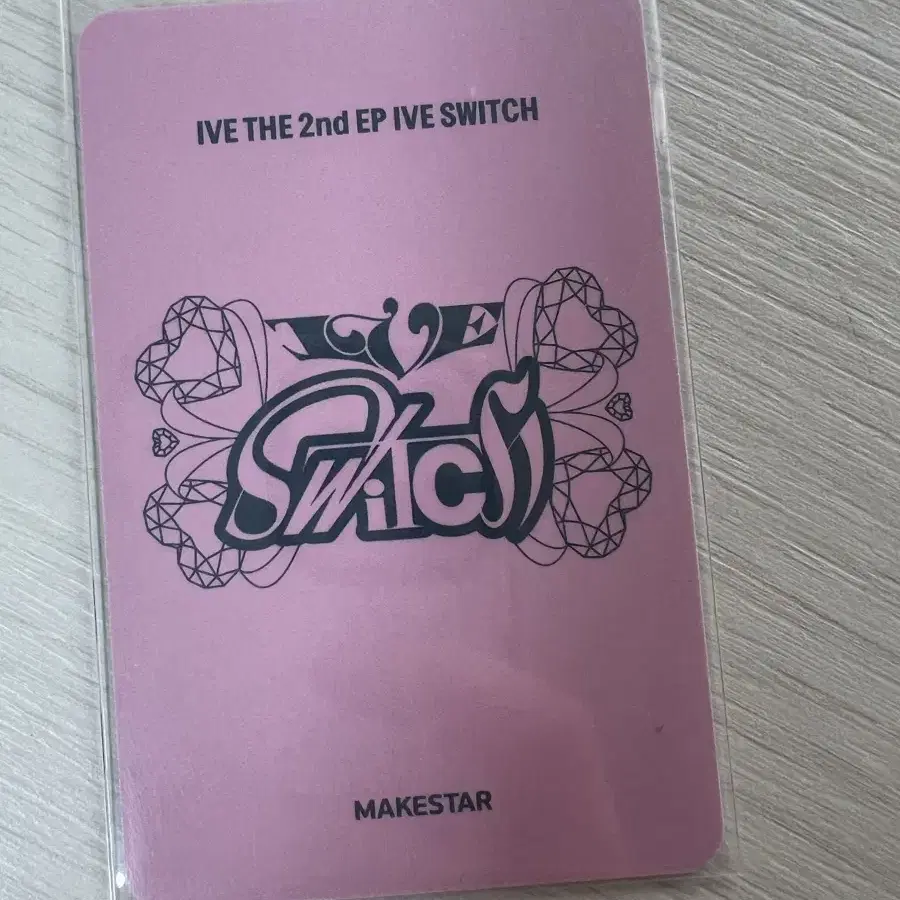 IVE THE 2nd EP IVE SWITCH
IVE
SWiTCH
MAKESTAR